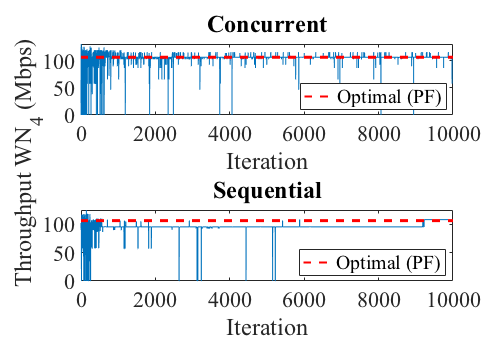 Concurrent
Throughput WN4 (Mbps)
100
50
0
Optimal (PF)
0 2000 4000 6000 8000 10000
Iteration
Sequential
100
50
0
Optimal (PF)
0 2000 4000 6000 8000 10000
Iteration